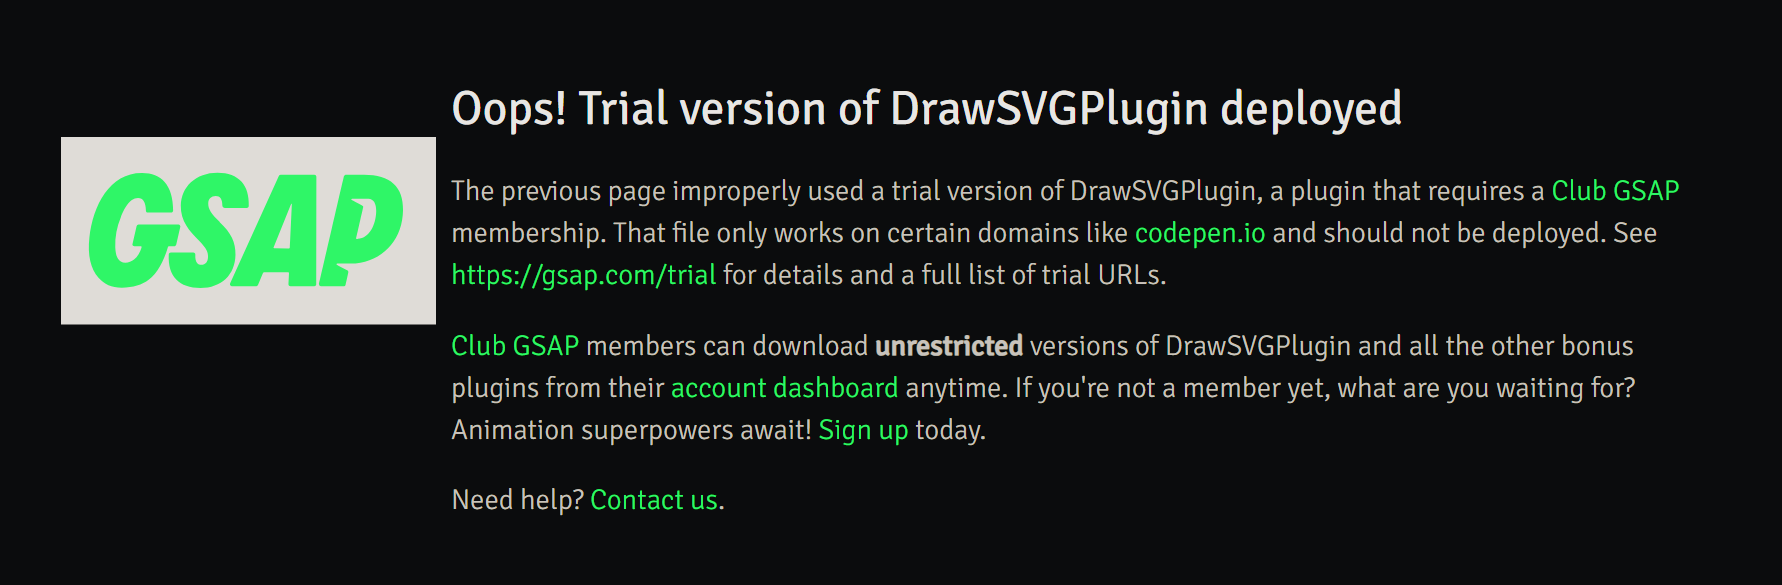 GSAP
Oops! Trial version of DrawSVGPlugin deployed
The previous page improperly used a trial version of DrawSVGPlugin, a plugin that requires a Club GSAP
membership. That file only works on certain domains like codepen.io and should not be deployed. See
https://gsap.com/trial for details and a full list of trial URLs.
Club GSAP members can download unrestricted versions of DrawSVGPlugin and all the other bonus
plugins from their account dashboard anytime. If you're not a member yet, what are you waiting for?
Animation superpowers await! Sign up today.
Need help? Contact us.